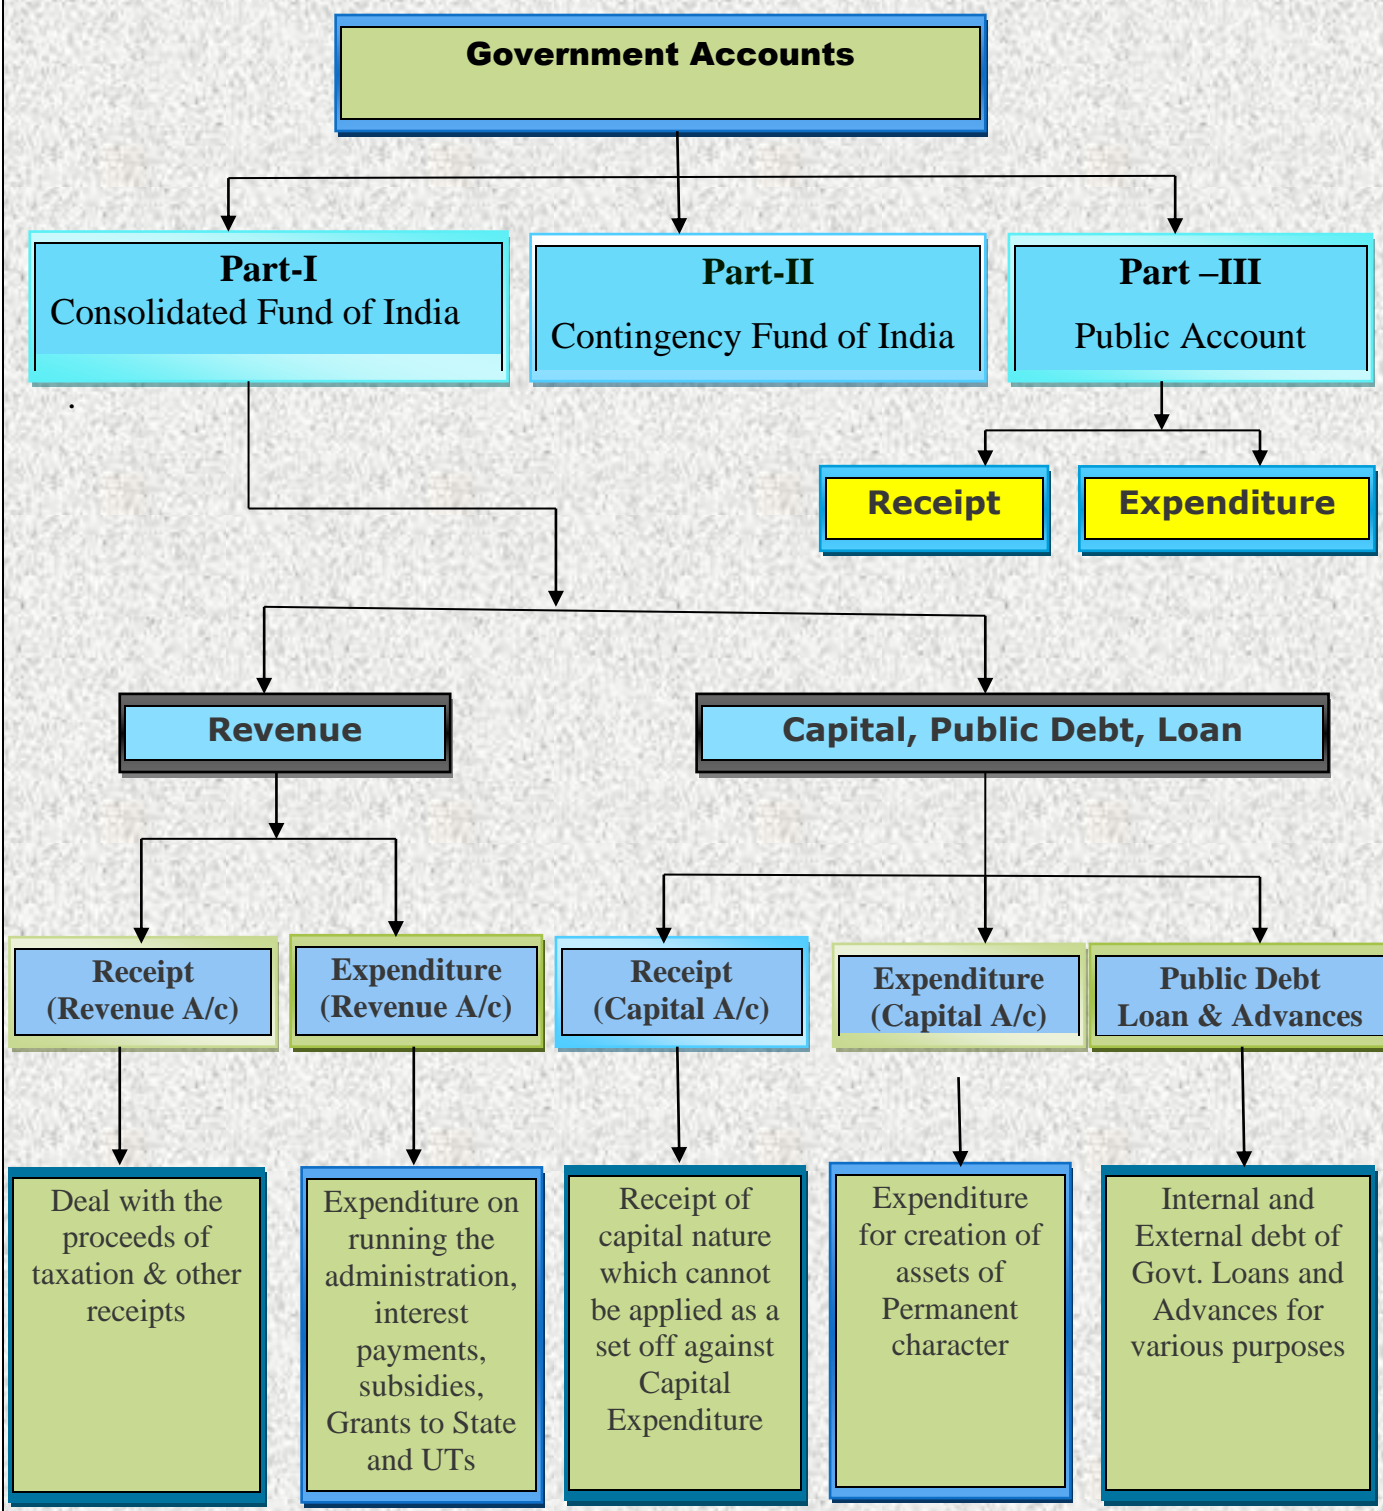 Government Accounts
Part-I
Consolidated Fund of India
Part-II
Contingency Fund of India
Part –III
Public Account
.
Receipt
Expenditure
Revenue
Capital, Public Debt, Loan
Receipt
(Revenue A/c)
Expenditure
(Revenue A/c)
Receipt
(Capital A/c)
Expenditure
(Capital A/c)
Public Debt
Loan & Advances
Deal with the
proceeds of
taxation & other
receipts
Expenditure on
running the
administration,
interest
payments,
subsidies,
Grants to State
and UTs
Receipt of
capital nature
which cannot
be applied as a
set off against
Capital
Expenditure
Expenditure
for creation of
assets of
Permanent
character
Internal and
External debt of
Govt. Loans and
Advances for
various purposes